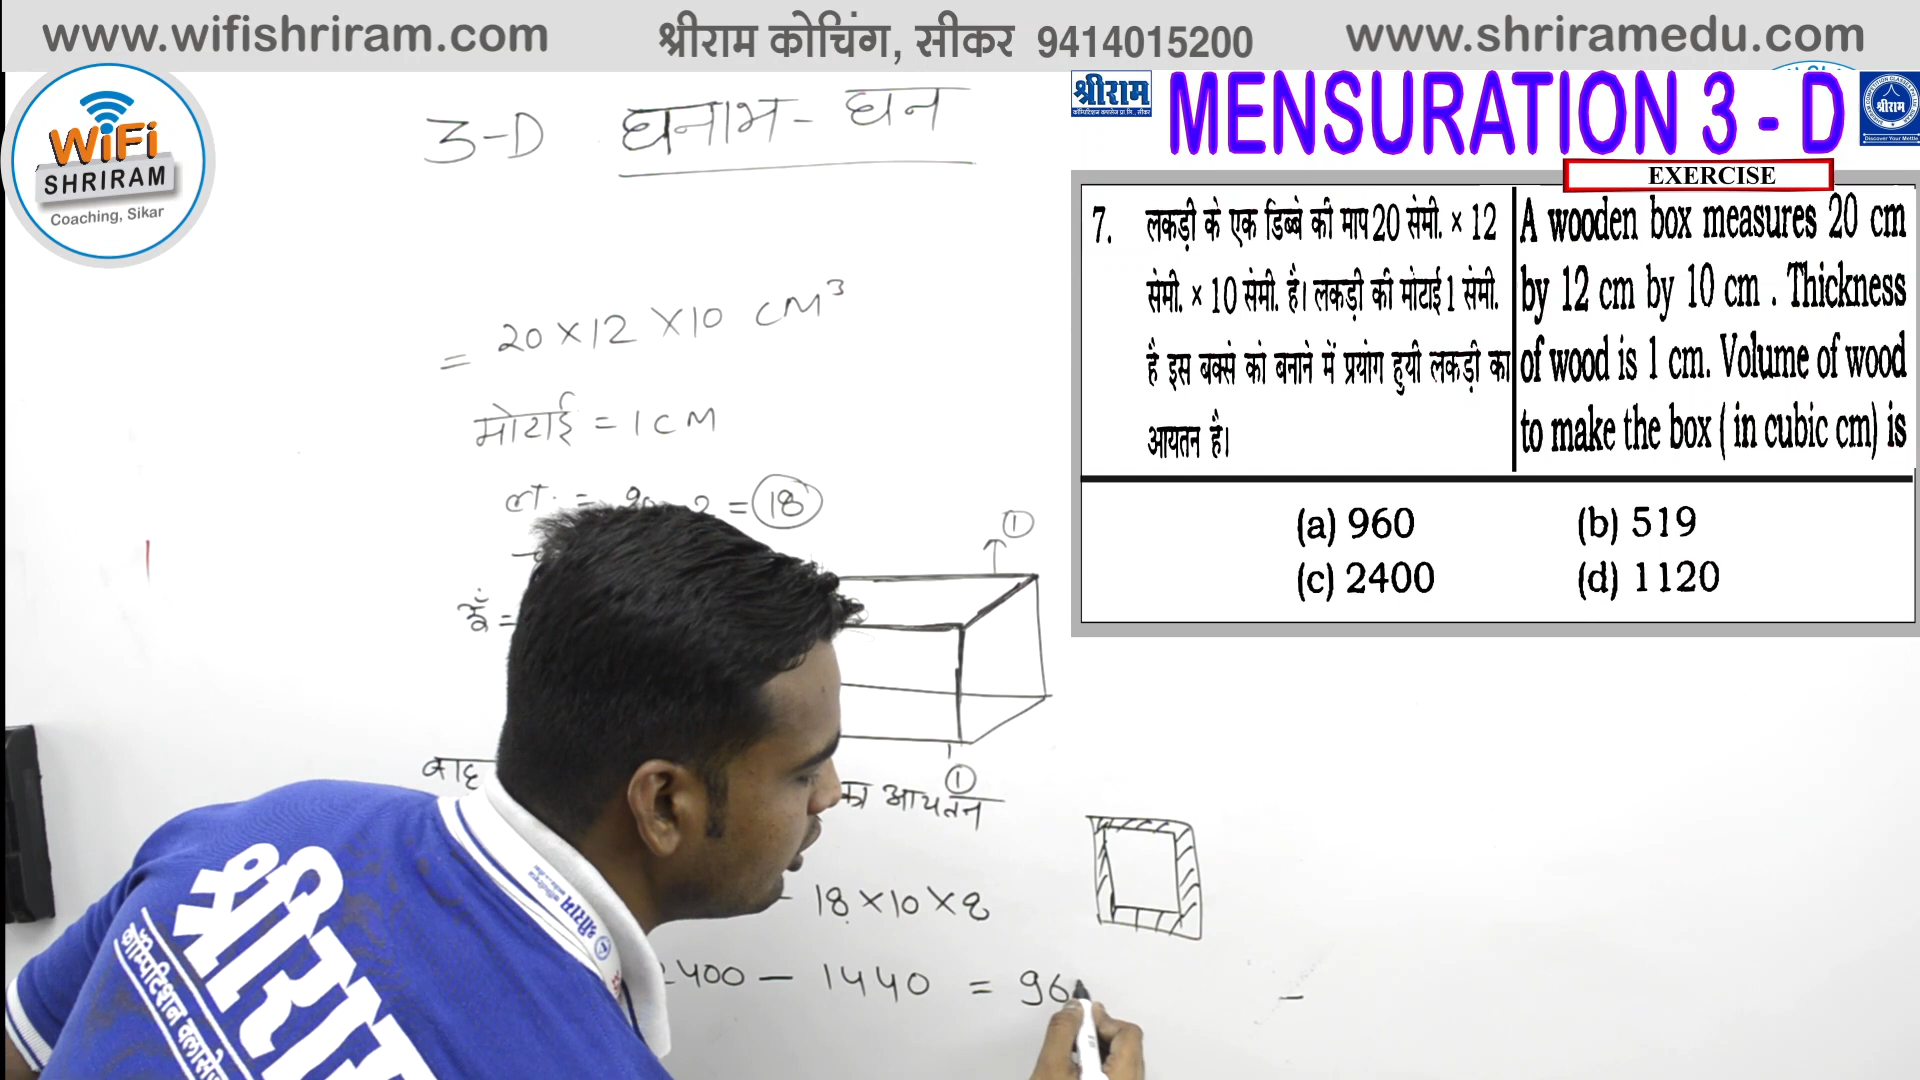 www.wifishriram.com
श्रीराम कोचिंग, सीकर 9414015200
www.shriramedu.com
WiFi
SHRIRAM
Coaching, Sikar
3-D घनाभ - घन
= 20 × 12 × 10 CM³
मोटाई = 1 CM
= 18
1
1
का आयतन
18 × 10 × 8
2400 - 1440 = 96
श्रीराम
MENSURATION 3 - D
श्रीराम
EXERCISE
7. लकड़ी के एक डिब्बे की माप 20 सेमी. × 12
सेमी. × 10 सेमी. है। लकड़ी की मोटाई 1 सेमी.
है इस बक्से को बनाने में प्रयोग हुयी लकड़ी का
आयतन है।
A wooden box measures 20 cm
by 12 cm by 10 cm . Thickness
of wood is 1 cm. Volume of wood
to make the box ( in cubic cm) is
(a) 960 (b) 519
(c) 2400 (d) 1120